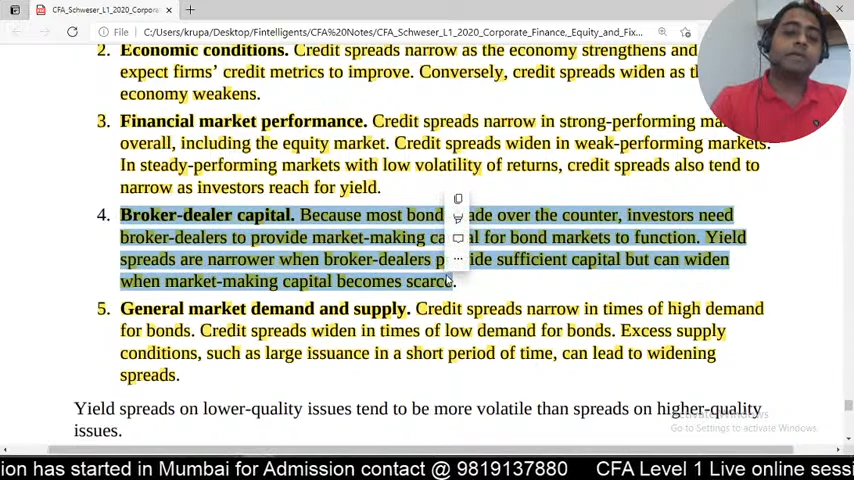 CFA_Schweser_L1_2020_Corpora
File
C:/Users/krupa/Desktop/Fintelligents/CFA%20Notes/CFA_Schweser_L1_2020_Corporate_Finance,_Equity_and_Fix...
2. Economic conditions. Credit spreads narrow as the economy strengthens and
expect firms' credit metrics to improve. Conversely, credit spreads widen as th
economy weakens.
3. Financial market performance. Credit spreads narrow in strong-performing ma
overall, including the equity market. Credit spreads widen in weak-performing markets.
In steady-performing markets with low volatility of returns, credit spreads also tend to
narrow as investors reach for yield.
4. Broker-dealer capital. Because most bond ade over the counter, investors need
broker-dealers to provide market-making ca al for bond markets to function. Yield
spreads are narrower when broker-dealers p ide sufficient capital but can widen
when market-making capital becomes scarce.
5. General market demand and supply. Credit spreads narrow in times of high demand
for bonds. Credit spreads widen in times of low demand for bonds. Excess supply
conditions, such as large issuance in a short period of time, can lead to widening
spreads.
Yield spreads on lower-quality issues tend to be more volatile than spreads on higher-quality
issues.
Activate Windows
Go to Settings to activate Windows.
ion has started in Mumbai for Admission contact @ 9819137880 CFA Level 1 Live online sessi